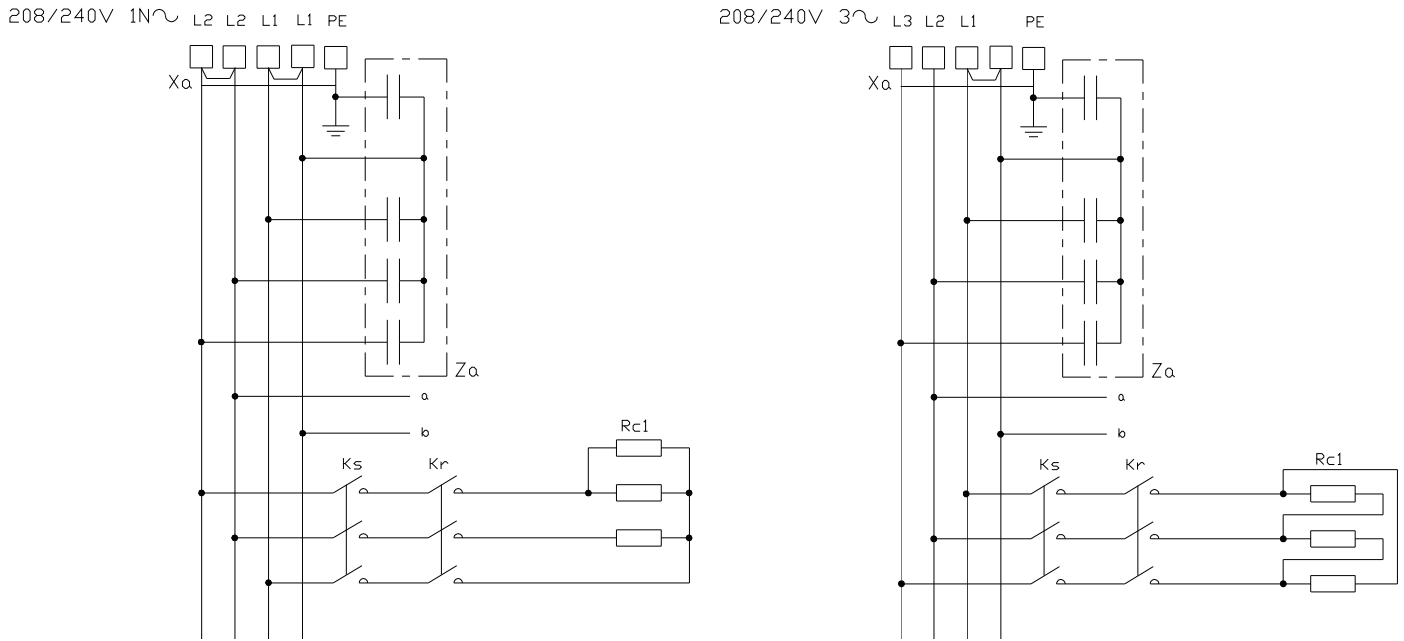 208/240V 1N~ L2 L2 L1 L1 PE
Xa
Za
a
b
Rc1
Ks Kr
208/240V 3~ L3 L2 L1 PE
Xa
Za
a
b
Rc1
Ks Kr